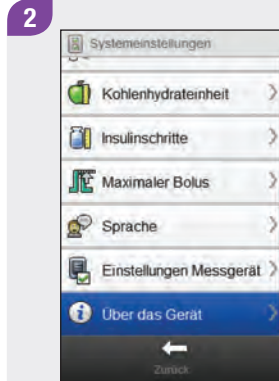 2
Systemeinstellungen
Kohlenhydrateinheit
Insulinschritte
Maximaler Bolus
Sprache
Einstellungen Messgerät
Über das Gerät
Zurück